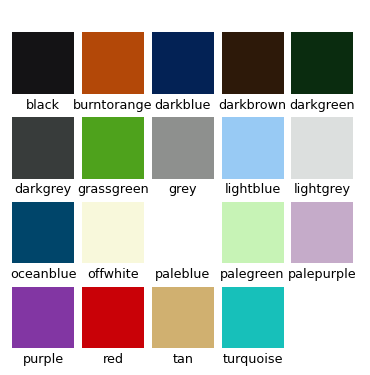 black burntorange darkblue darkbrown darkgreen
darkgrey grassgreen grey lightblue lightgrey
oceanblue offwhite paleblue palegreen palepurple
purple red tan turquoise